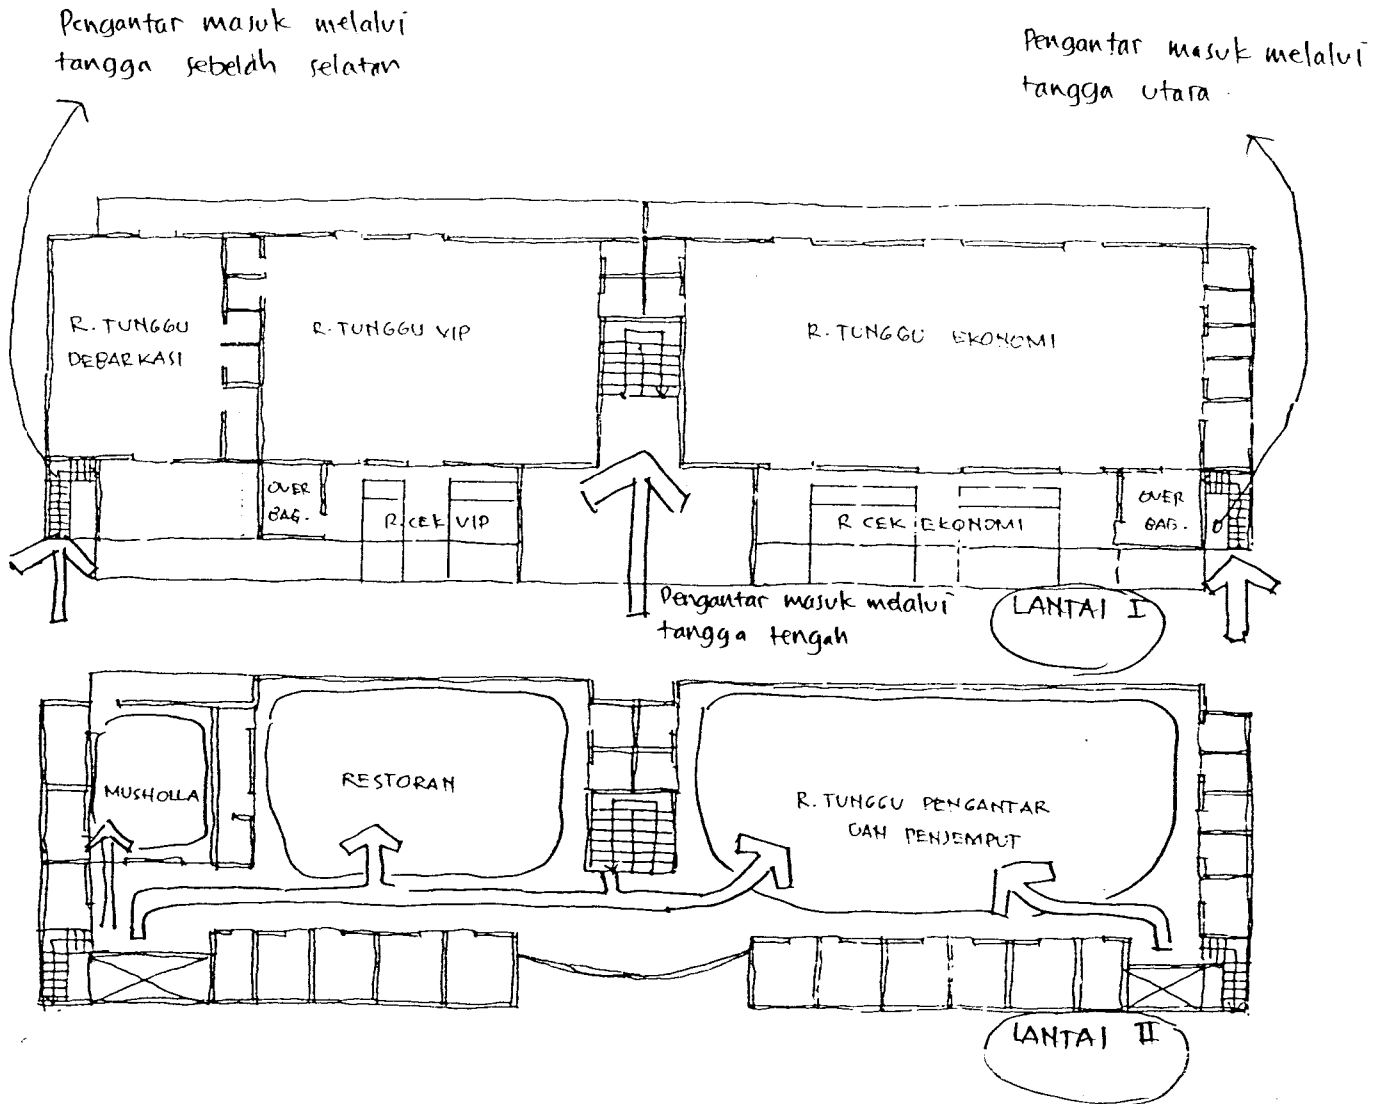 Pengantar masuk melalui
tangga sebelah selatan
Pengantar masuk melalui
tangga utara
R. TUNGGU
DEBARKASI
R. TUNGGU VIP
R. TUNGGU EKONOMI
OVER
BAG.
R. CEK VIP
R CEK EKONOMI
OVER
BAG.
Pengantar masuk melalui
tangga tengah
LANTAI I
MUSHOLLA
RESTORAN
R. TUNGGU PENGANTAR
DAN PENJEMPUT
LANTAI II